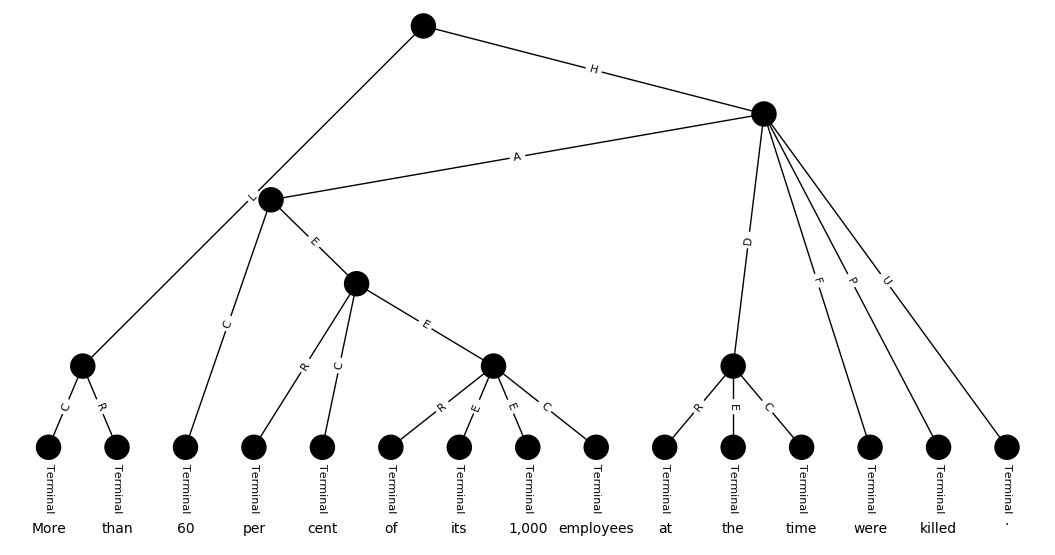 H
A
L
E
D
C
E
F
P
U
R
C
C
R
R
E
E
C
R
E
C
Terminal Terminal Terminal Terminal Terminal Terminal Terminal Terminal Terminal Terminal Terminal Terminal Terminal Terminal Terminal
More than 60 per cent of its 1,000 employees at the time were killed .